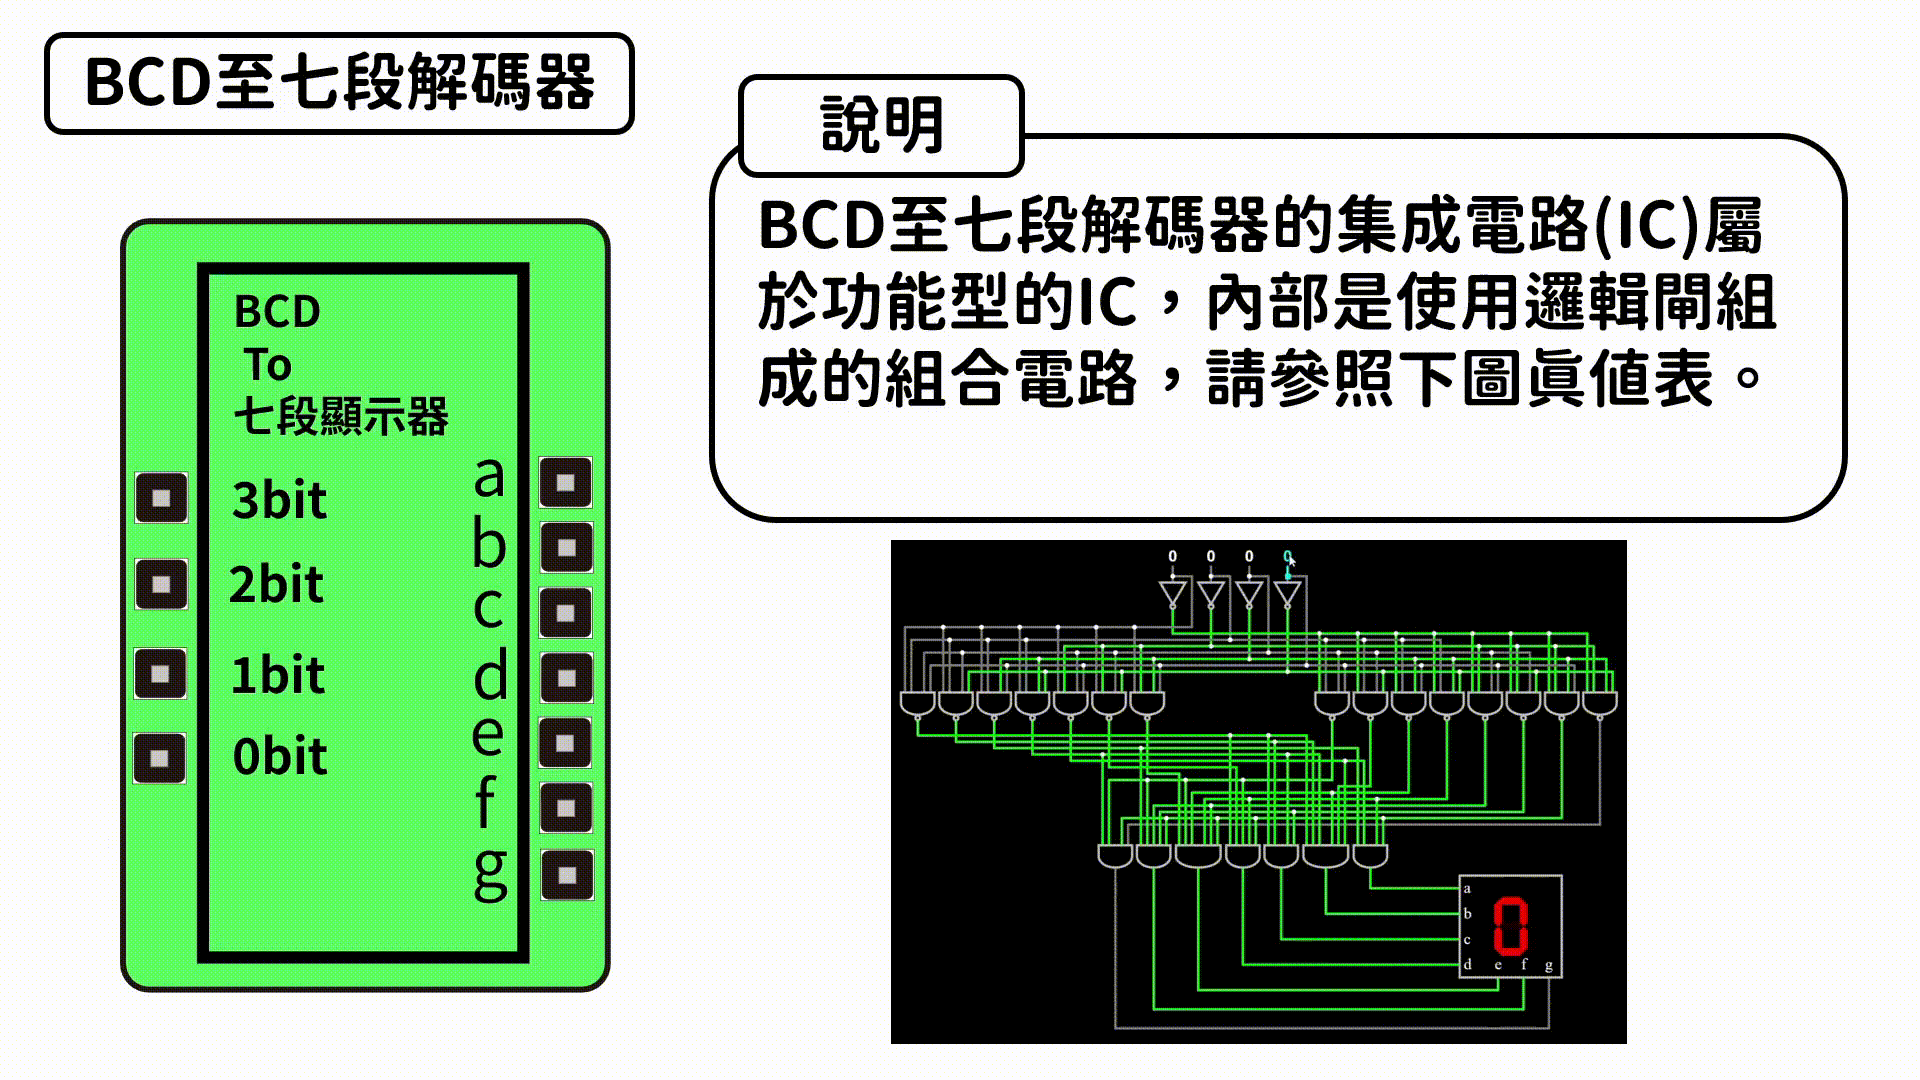 BCD至七段解碼器
說明
BCD至七段解碼器的集成電路(IC)屬
於功能型的IC，內部是使用邏輯閘組
成的組合電路，請參照下圖真值表。
BCD
To
七段顯示器
3bit
2bit
1bit
0bit
a
b
c
d
e
f
g
0 0 0 0
a
b
c
d e f g
0